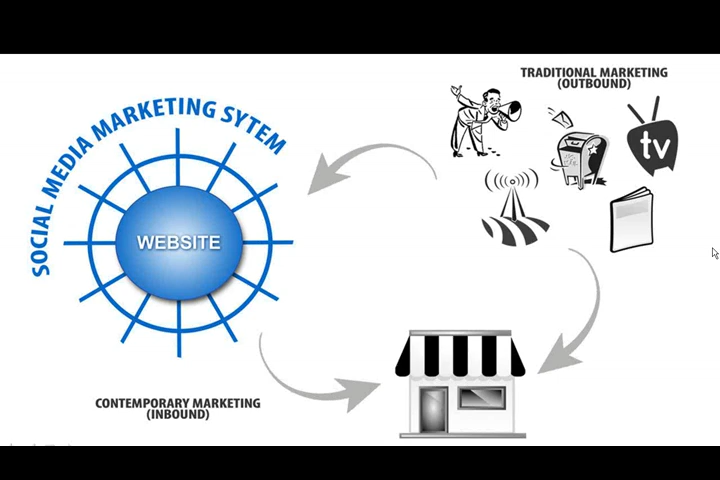 SOCIAL MEDIA MARKETING SYTEM
WEBSITE
CONTEMPORARY MARKETING
(INBOUND)
TRADITIONAL MARKETING
(OUTBOUND)
tv